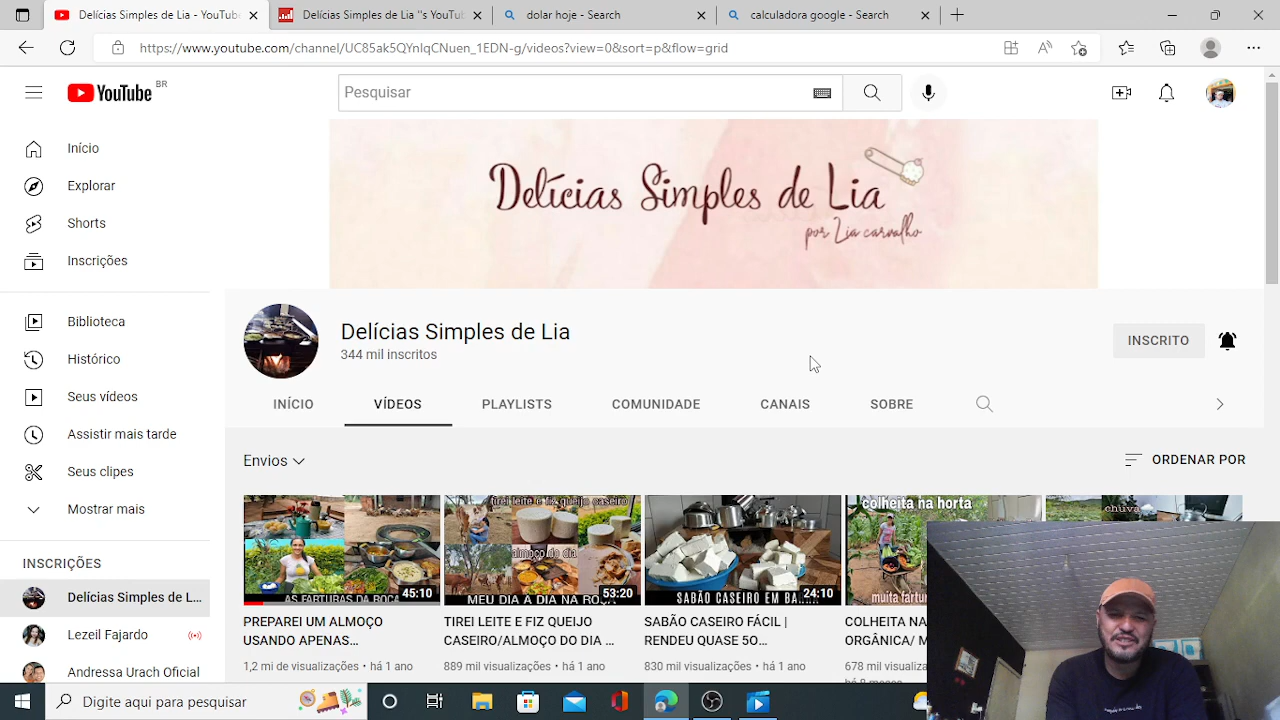 Delícias Simples de Lia - YouTu
Delícias Simples de Lia "s YouTub
dolar hoje - Search
calculadora google - Search
https://www.youtube.com/channel/UC85ak5QYnIqCNuen_1EDN-g/videos?view=0&sort=p&flow=grid
YouTube BR
Pesquisar
Início
Explorar
Shorts
Inscrições
Biblioteca
Histórico
Seus vídeos
Assistir mais tarde
Seus clipes
Mostrar mais
INSCRIÇÕES
Delícias Simples de L...
Lezeil Fajardo
Andressa Urach Oficial
Delícias Simples de Lia
por Lia carvalho
Delícias Simples de Lia
344 mil inscritos
INSCRITO
INÍCIO
VÍDEOS
PLAYLISTS
COMUNIDADE
CANAIS
SOBRE
Envios
ORDENAR POR
AS FARTURAS DA ROÇA
45:10
PREPAREI UM ALMOÇO
USANDO APENAS...
1,2 mi de visualizações • há 1 ano
tirei leite e fiz queijo caseiro
almoço do dia
MEU DIA A DIA NA ROÇA
53:20
TIREI LEITE E FIZ QUEIJO
CASEIRO/ALMOÇO DO DIA ...
889 mil visualizações • há 1 ano
SABÃO CASEIRO EM BARRA
24:10
SABÃO CASEIRO FÁCIL |
RENDEU QUASE 5O...
830 mil visualizações • há 1 ano
colheita na horta
muita fartur
COLHEITA NA
ORGÂNICA/ M
678 mil visualiza
há 8 meses
chuva
Digite aqui para pesquisar